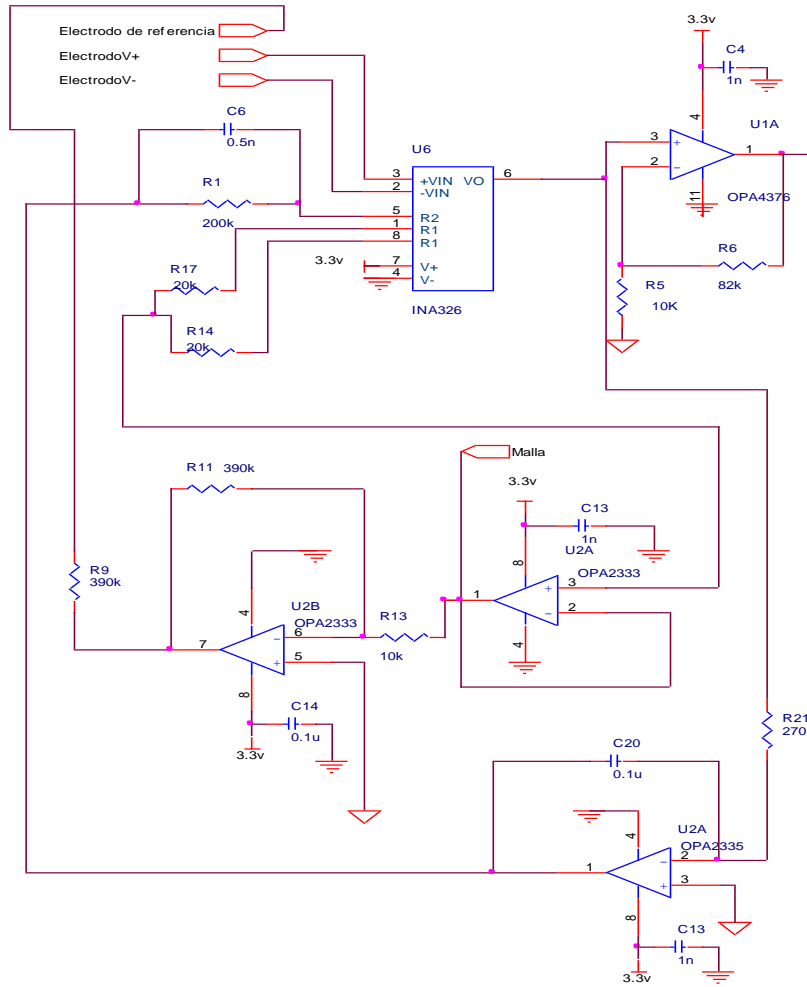 Electrodo de referencia
ElectrodoV+
ElectrodoV-
3.3v
C4
1n
C6
0.5n
U6
U1A
4
3
+
1
2
−
11
OPA4376
R1
200k
3
+VIN
VO
6
2
-VIN
5
R2
1
R1
8
R1
3.3v
7
V+
4
V-
INA326
R17
20k
R14
20k
R6
82k
R5
10K
Malla
3.3v
C13
1n
U2A
OPA2333
8
1
3
+
2
−
4
R11
390k
R9
390k
4
U2B
OPA2333
7
6
−
5
+
8
R13
10k
C14
0.1u
3.3v
R21
270
C20
0.1u
4
U2A
OPA2335
1
2
−
3
+
8
C13
1n
3.3v